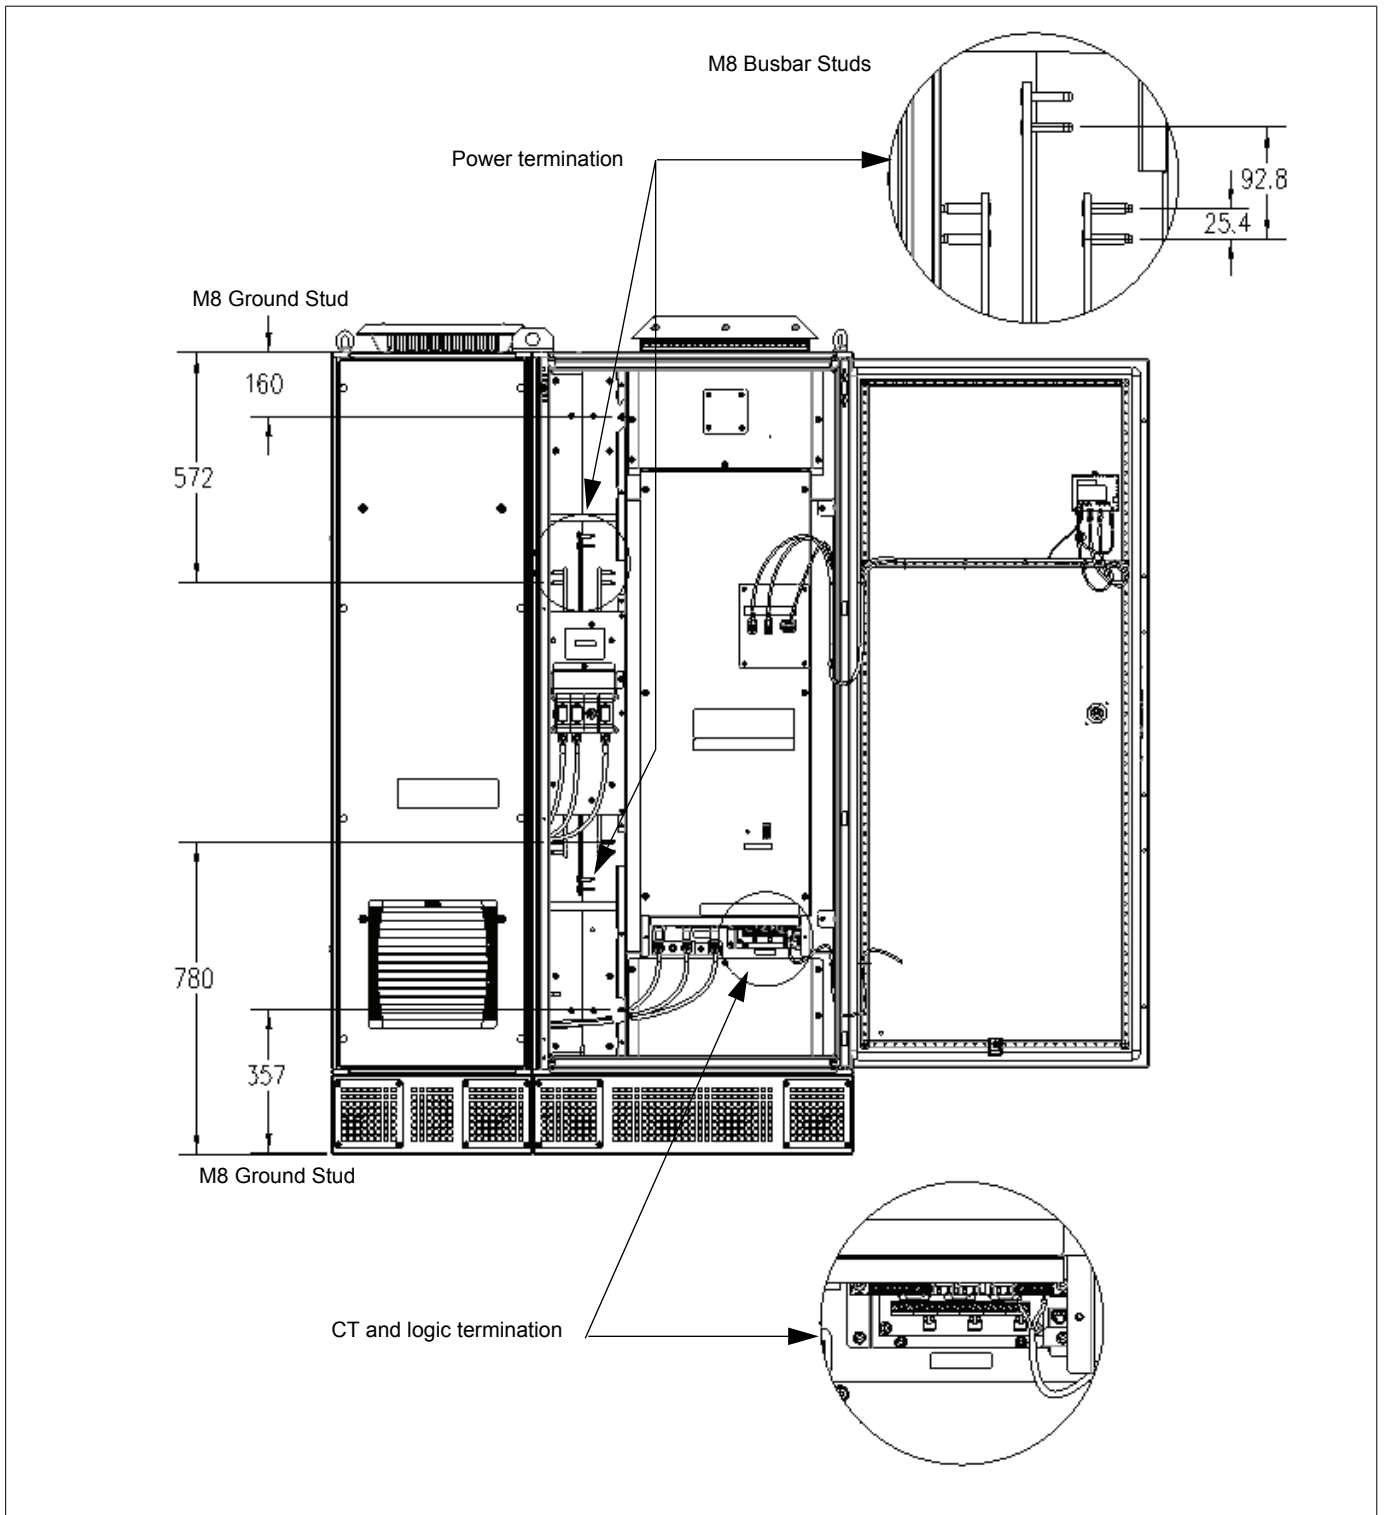 M8 Busbar Studs
Power termination
92.8
25.4
M8 Ground Stud
160
572
780
357
M8 Ground Stud
CT and logic termination